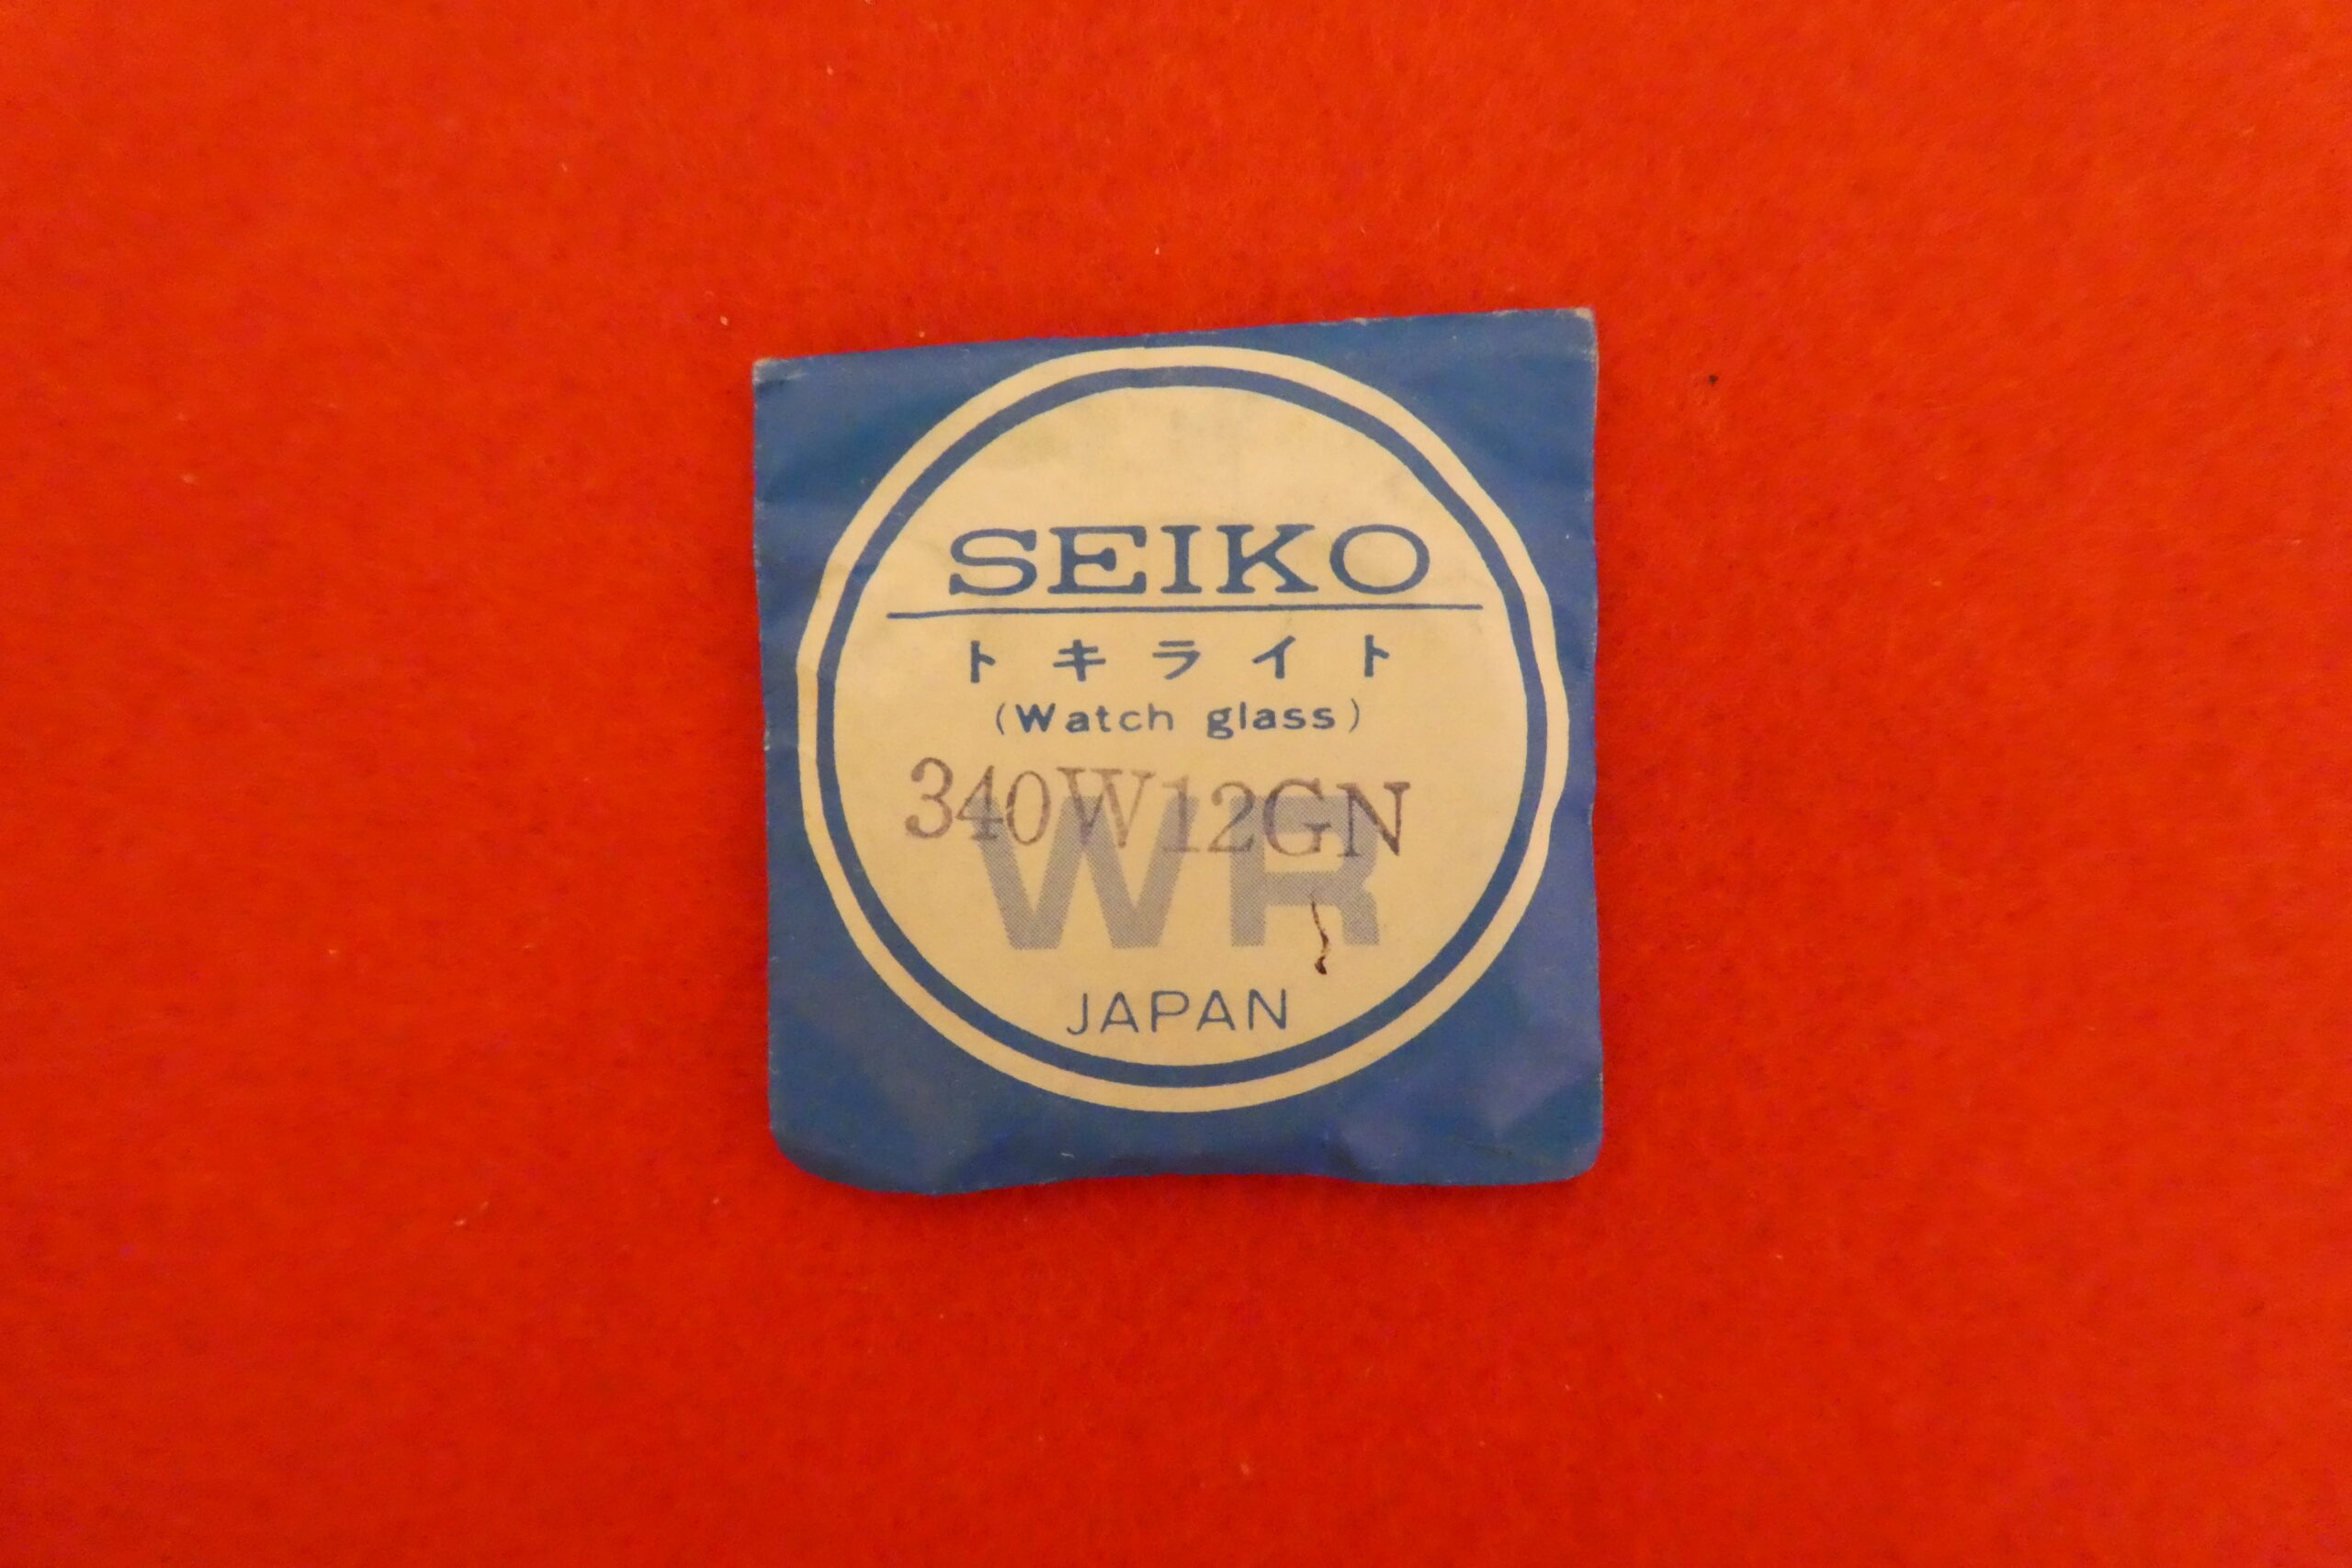 SEIKO
トキライト
(Watch glass)
340W12GN
WR
JAPAN